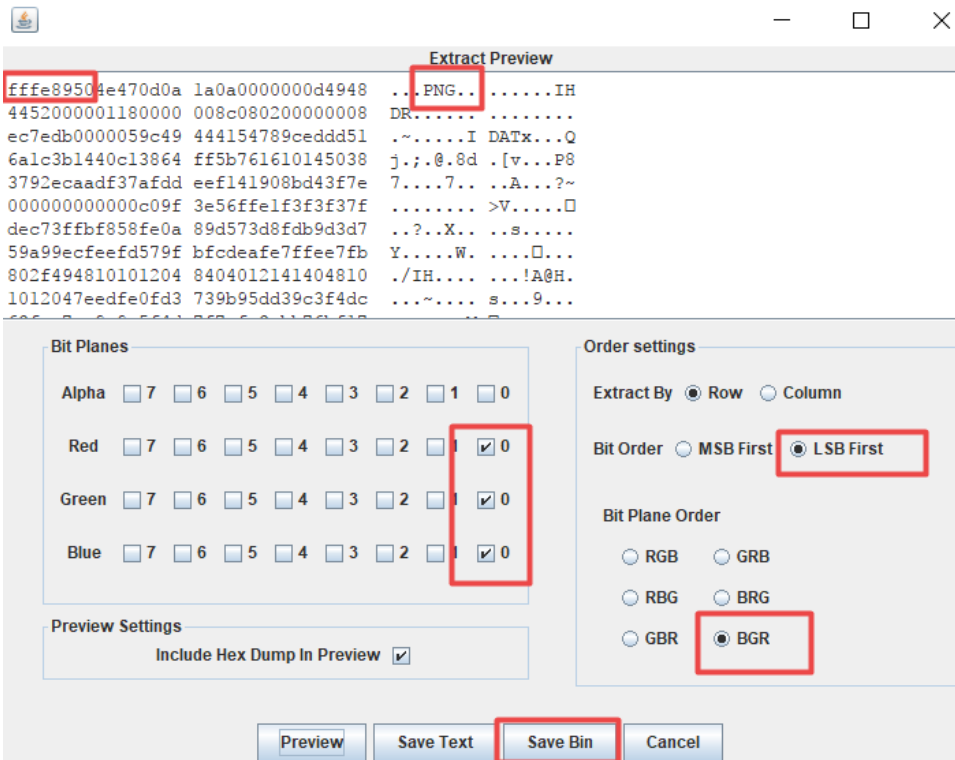 Extract Preview
fffe89504e470d0a 1a0a0000000d4948 ...PNG.. ......IH
4452000001180000 008c080200000008 DR...... ........
ec7edb0000059c49 444154789ceddd51 .~.....I DATx...Q
6a1c3b1440c13864 ff5b761610145038 j.;.@.8d .[v...P8
3792ecaadf37afdd eef141908bd43f7e 7....7.. ..A...?~
000000000000c09f 3e56ffe1f3f3f37f ........ >V.....□
dec73ffbf858fe0a 89d573d8fdb9d3d7 ..?..X.. ..s.....
59a99ecfeefd579f bfcdeafe7ffee7fb Y.....W. ....□...
802f494810101204 8404012141404810 ./IH.... ...!A@H.
1012047eedfe0fd3 739b95dd39c3f4dc ...~.... s...9...
Bit Planes
Alpha 7 6 5 4 3 2 1 0
Red 7 6 5 4 3 2 1 0
Green 7 6 5 4 3 2 1 0
Blue 7 6 5 4 3 2 1 0
Preview Settings
Include Hex Dump In Preview
Order settings
Extract By Row Column
Bit Order MSB First LSB First
Bit Plane Order
RGB GRB
RBG BRG
GBR BGR
Preview Save Text Save Bin Cancel